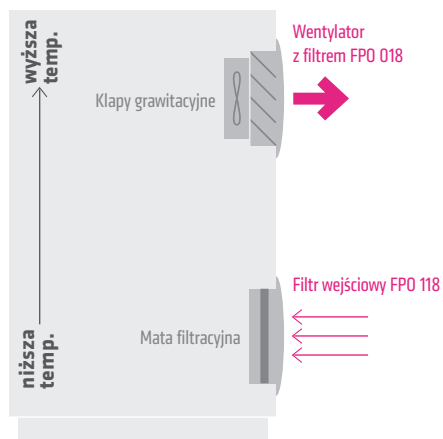 wyższa
temp.
Wentylator
z filtrem FPO 018
Klapy grawitacyjne
Filtr wejściowy FPO 118
Mata filtracyjna
niższa
temp.